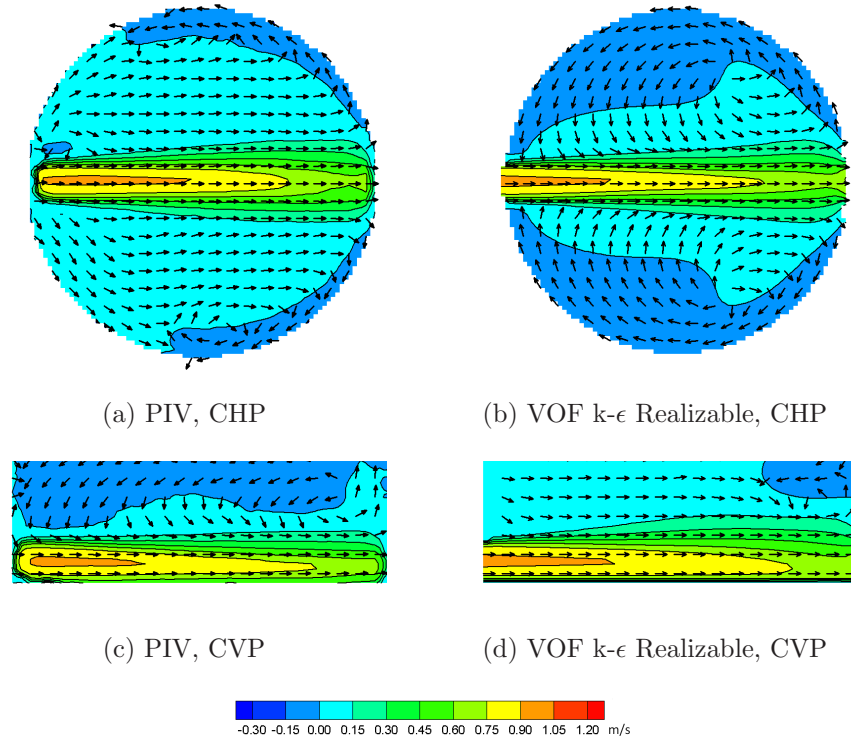 (a) PIV, CHP
(b) VOF k-ϵ Realizable, CHP
(c) PIV, CVP
(d) VOF k-ϵ Realizable, CVP
-0.30 -0.15 0.00 0.15 0.30 0.45 0.60 0.75 0.90 1.05 1.20 m/s